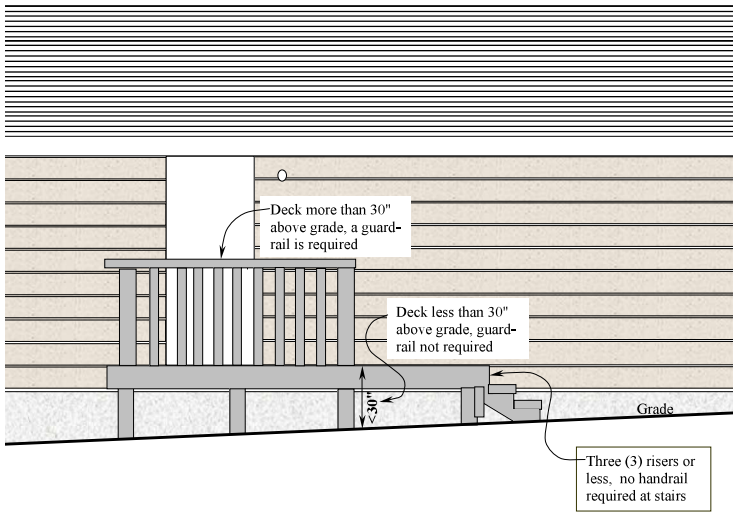 Deck more than 30"
above grade, a guard-
rail is required
Deck less than 30"
above grade, guard-
rail not required
<30"
Grade
Three (3) risers or
less, no handrail
required at stairs